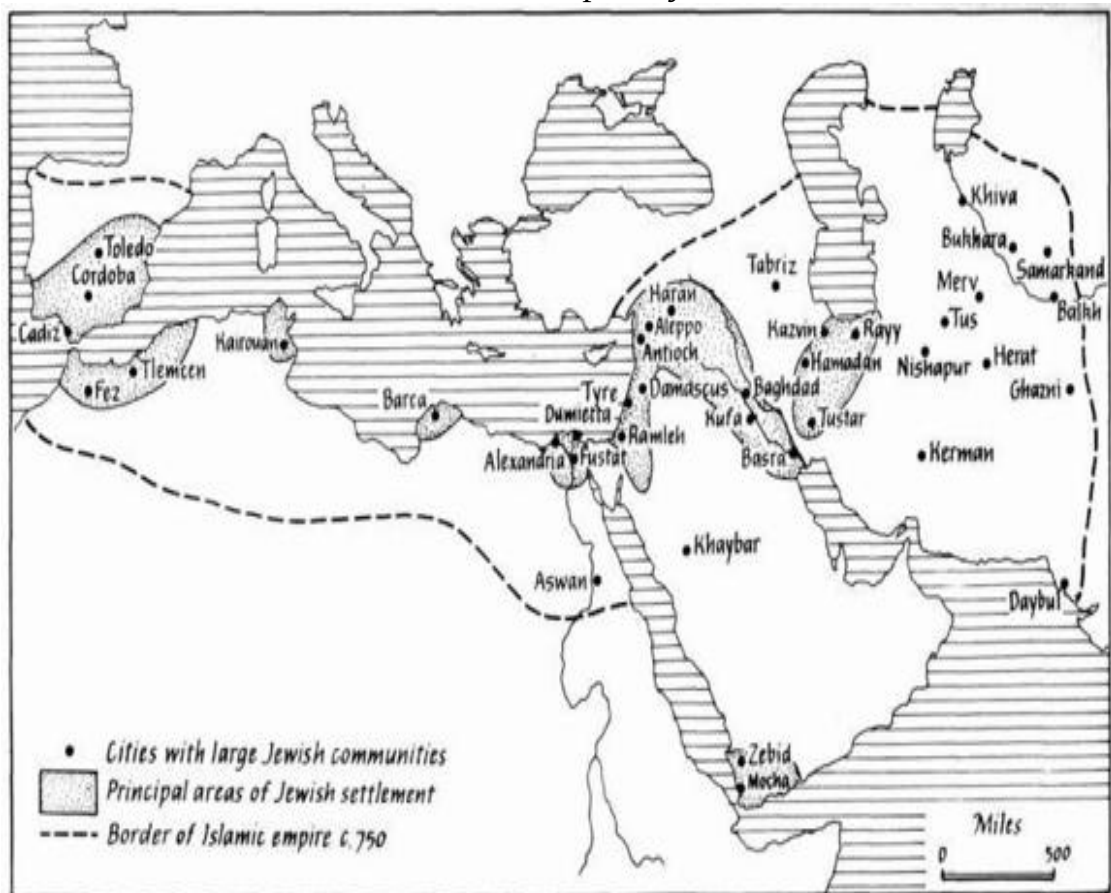 Khiva
Bukhara
Samarkand
Toledo
Tabriz
Merv
Cordoba
Haran
Balkh
Tus
Cadiz
Aleppo
Kazvin
Rayy
Kairouan
Antioch
Nishapur
Herat
Tlemcen
Hamadan
Fez
Tyre
Damascus
Baghdad
Ghazni
Barca
Damietta
Kufa
Tustar
Ramleh
Alexandria
Fustat
Basra
Kerman
Khaybar
Aswan
Daybul
Cities with large Jewish communities
Zebid
Principal areas of Jewish settlement
Mocha
Border of Islamic empire c.750
Miles
0 500